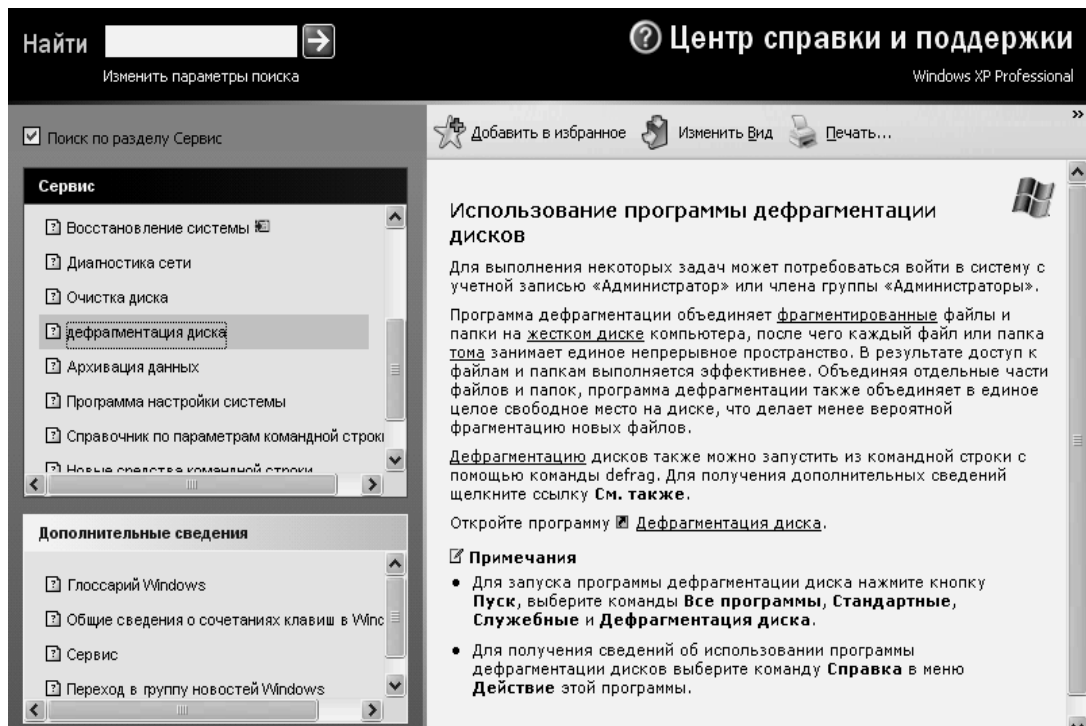 Найти
Изменить параметры поиска
Центр справки и поддержки
Windows XP Professional
Поиск по разделу Сервис
Сервис
Восстановление системы
Диагностика сети
Очистка диска
дефрагментация диска
Архивация данных
Программа настройки системы
Справочник по параметрам командной строки
Новые средства командной строки
Дополнительные сведения
Глоссарий Windows
Общие сведения о сочетаниях клавиш в Winc
Сервис
Переход в группу новостей Windows
Добавить в избранное Изменить Вид Печать... »
Использование программы дефрагментации
дисков
Для выполнения некоторых задач может потребоваться войти в систему с
учетной записью «Администратор» или члена группы «Администраторы».
Программа дефрагментации объединяет фрагментированные файлы и
папки на жестком диске компьютера, после чего каждый файл или папка
тома занимает единое непрерывное пространство. В результате доступ к
файлам и папкам выполняется эффективнее. Объединяя отдельные части
файлов и папок, программа дефрагментации также объединяет в единое
целое свободное место на диске, что делает менее вероятной
фрагментацию новых файлов.
Дефрагментацию дисков также можно запустить из командной строки с
помощью команды defrag. Для получения дополнительных сведений
щелкните ссылку См. также.
Откройте программу Дефрагментация диска.
Примечания
• Для запуска программы дефрагментации диска нажмите кнопку
Пуск, выберите команды Все программы, Стандартные,
Служебные и Дефрагментация диска.
• Для получения сведений об использовании программы
дефрагментации дисков выберите команду Справка в меню
Действие этой программы.